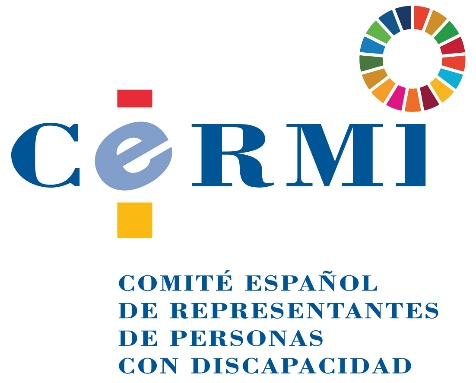 CeRMI
COMITÉ ESPAÑOL
DE REPRESENTANTES
DE PERSONAS
CON DISCAPACIDAD